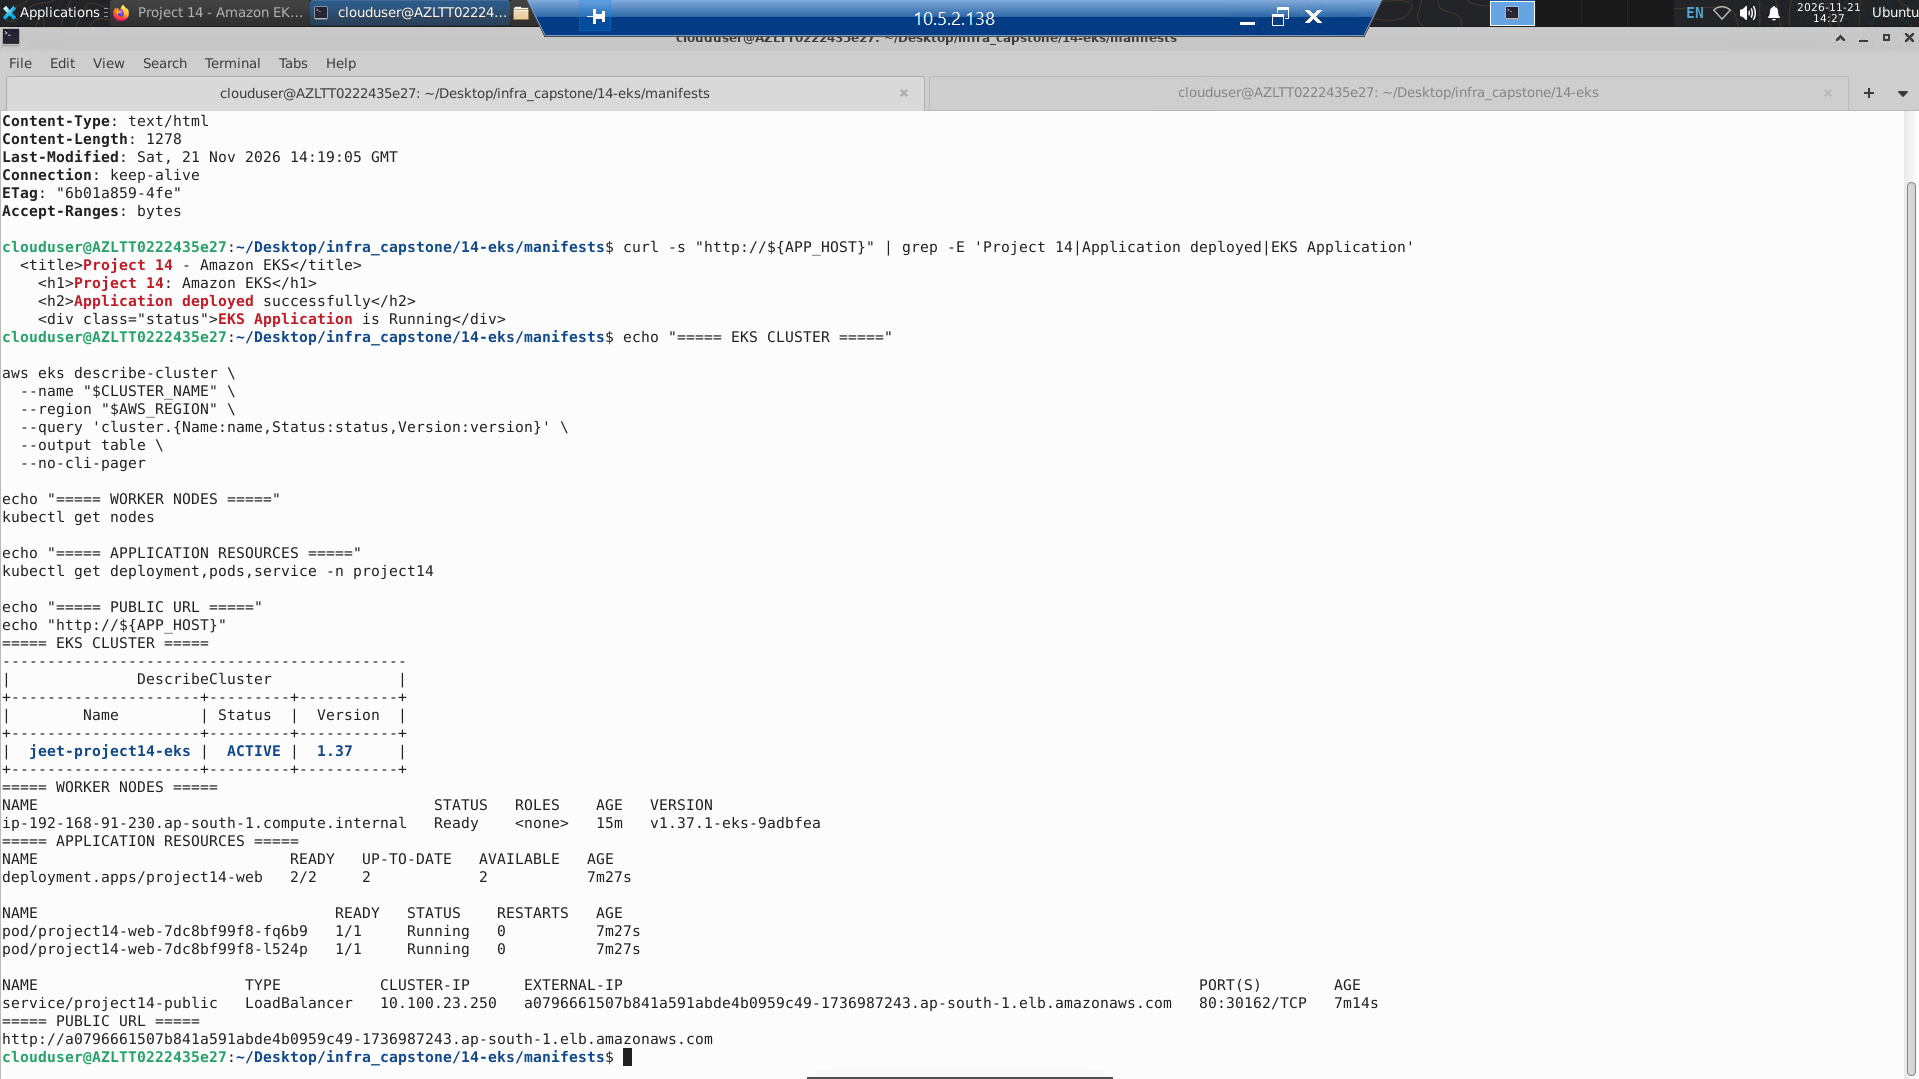 Applications
Project 14 - Amazon EK...
clouduser@AZLTT02224...
10.5.2.138
EN
2026-11-21
14:27
Ubuntu
clouduser@AZLTT0222435e27: ~/Desktop/infra_capstone/14-eks/manifests
File Edit View Search Terminal Tabs Help
clouduser@AZLTT0222435e27: ~/Desktop/infra_capstone/14-eks/manifests
clouduser@AZLTT0222435e27: ~/Desktop/infra_capstone/14-eks
Content-Type: text/html
Content-Length: 1278
Last-Modified: Sat, 21 Nov 2026 14:19:05 GMT
Connection: keep-alive
ETag: "6b01a859-4fe"
Accept-Ranges: bytes
clouduser@AZLTT0222435e27:~/Desktop/infra_capstone/14-eks/manifests$ curl -s "http://${APP_HOST}" | grep -E 'Project 14|Application deployed|EKS Application'
<title>Project 14 - Amazon EKS</title>
<h1>Project 14: Amazon EKS</h1>
<h2>Application deployed successfully</h2>
<div class="status">EKS Application is Running</div>
clouduser@AZLTT0222435e27:~/Desktop/infra_capstone/14-eks/manifests$ echo "===== EKS CLUSTER ====="
aws eks describe-cluster \
--name "$CLUSTER_NAME" \
--region "$AWS_REGION" \
--query 'cluster.{Name:name,Status:status,Version:version}' \
--output table \
--no-cli-pager
echo "===== WORKER NODES ====="
kubectl get nodes
echo "===== APPLICATION RESOURCES ====="
kubectl get deployment,pods,service -n project14
echo "===== PUBLIC URL ====="
echo "http://${APP_HOST}"
===== EKS CLUSTER =====
---------------------------------------------
|              DescribeCluster              |
+---------------------+---------+-----------+
|        Name         | Status  |  Version  |
+---------------------+---------+-----------+
|  jeet-project14-eks |  ACTIVE |  1.37     |
+---------------------+---------+-----------+
===== WORKER NODES =====
NAME STATUS ROLES AGE VERSION
ip-192-168-91-230.ap-south-1.compute.internal Ready <none> 15m v1.37.1-eks-9adbfea
===== APPLICATION RESOURCES =====
NAME READY UP-TO-DATE AVAILABLE AGE
deployment.apps/project14-web 2/2 2 2 7m27s
NAME READY STATUS RESTARTS AGE
pod/project14-web-7dc8bf99f8-fq6b9 1/1 Running 0 7m27s
pod/project14-web-7dc8bf99f8-l524p 1/1 Running 0 7m27s
NAME TYPE CLUSTER-IP EXTERNAL-IP PORT(S) AGE
service/project14-public LoadBalancer 10.100.23.250 a0796661507b841a591abde4b0959c49-1736987243.ap-south-1.elb.amazonaws.com 80:30162/TCP 7m14s
===== PUBLIC URL =====
http://a0796661507b841a591abde4b0959c49-1736987243.ap-south-1.elb.amazonaws.com
clouduser@AZLTT0222435e27:~/Desktop/infra_capstone/14-eks/manifests$